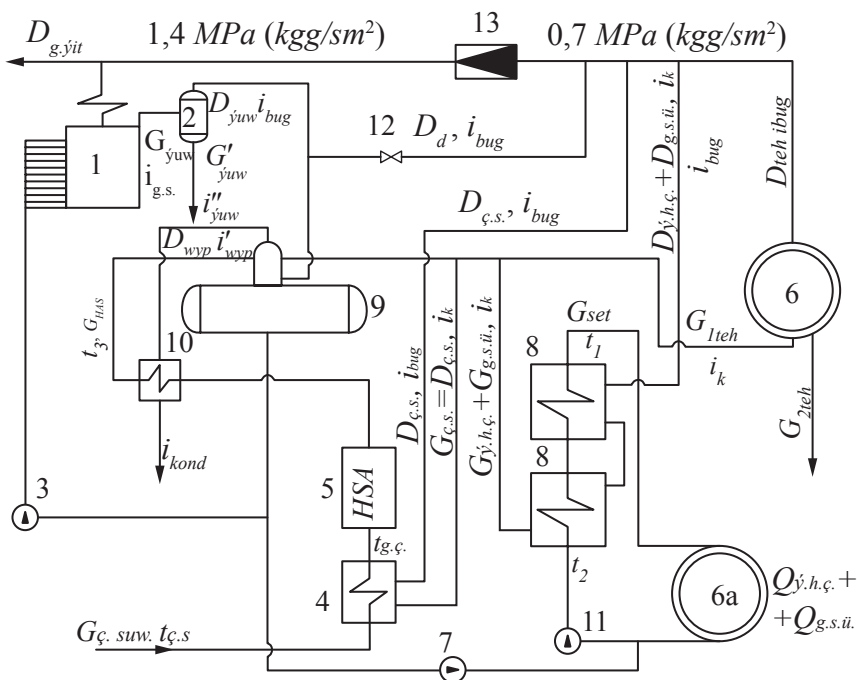 D_g.ýit 1,4 MPa (kgg/sm²) 13 0,7 MPa (kgg/sm²)
2 D_ýuw i_bug
12 D_d, i_bug
1 G_ýuw
i_g.s.
G'_ýuw
i''_ýuw
D_ç.s., i_bug
D_ý.h.ç. + D_g.s.ü., i_k
i_bug
D_teh ibug
D_wyp i'_wyp
9
6
t_3, G_HAS
10
G_set
t_1
8
G_1teh
i_k
G_2teh
D_ç.s., i_bug
G_ç.s. = D_ç.s., i_k
G_ý.h.ç. + G_g.s.ü., i_k
i_kond
3
5 HSA
8
t_g.ç.
t_2
4
6a
Q_ý.h.ç. +
+ Q_g.s.ü.
G_ç. suw. t_ç.s
7
11